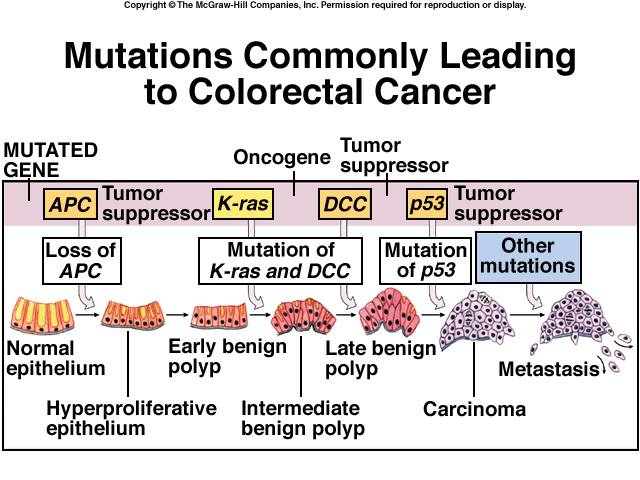 Copyright © The McGraw-Hill Companies, Inc. Permission required for reproduction or display.
Mutations Commonly Leading
to Colorectal Cancer
MUTATED
GENE
Oncogene
Tumor
suppressor
APC
Tumor
suppressor
K-ras
DCC
p53
Tumor
suppressor
Loss of
APC
Mutation of
K-ras and DCC
Mutation
of p53
Other
mutations
Normal
epithelium
Early benign
polyp
Late benign
polyp
Metastasis
Hyperproliferative
epithelium
Intermediate
benign polyp
Carcinoma